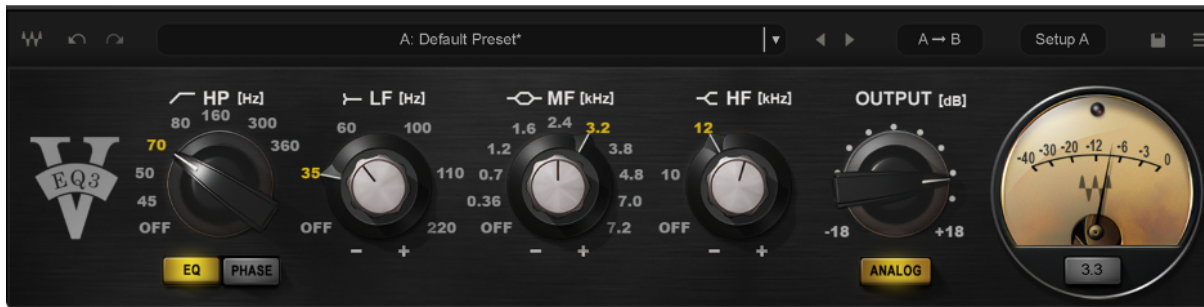 A: Default Preset*
A → B
Setup A
HP [Hz]
OFF 45 50 70 80 160 300 360
LF [Hz]
OFF 35 60 100 110 220
- +
MF [kHz]
OFF 0.36 0.7 1.2 1.6 2.4 3.2 3.8 4.8 7.0 7.2
- +
HF [kHz]
OFF 10 12
- +
OUTPUT [dB]
-18 +18
-40 -30 -20 -12 -6 -3 0
V
EQ3
EQ
PHASE
ANALOG
3.3